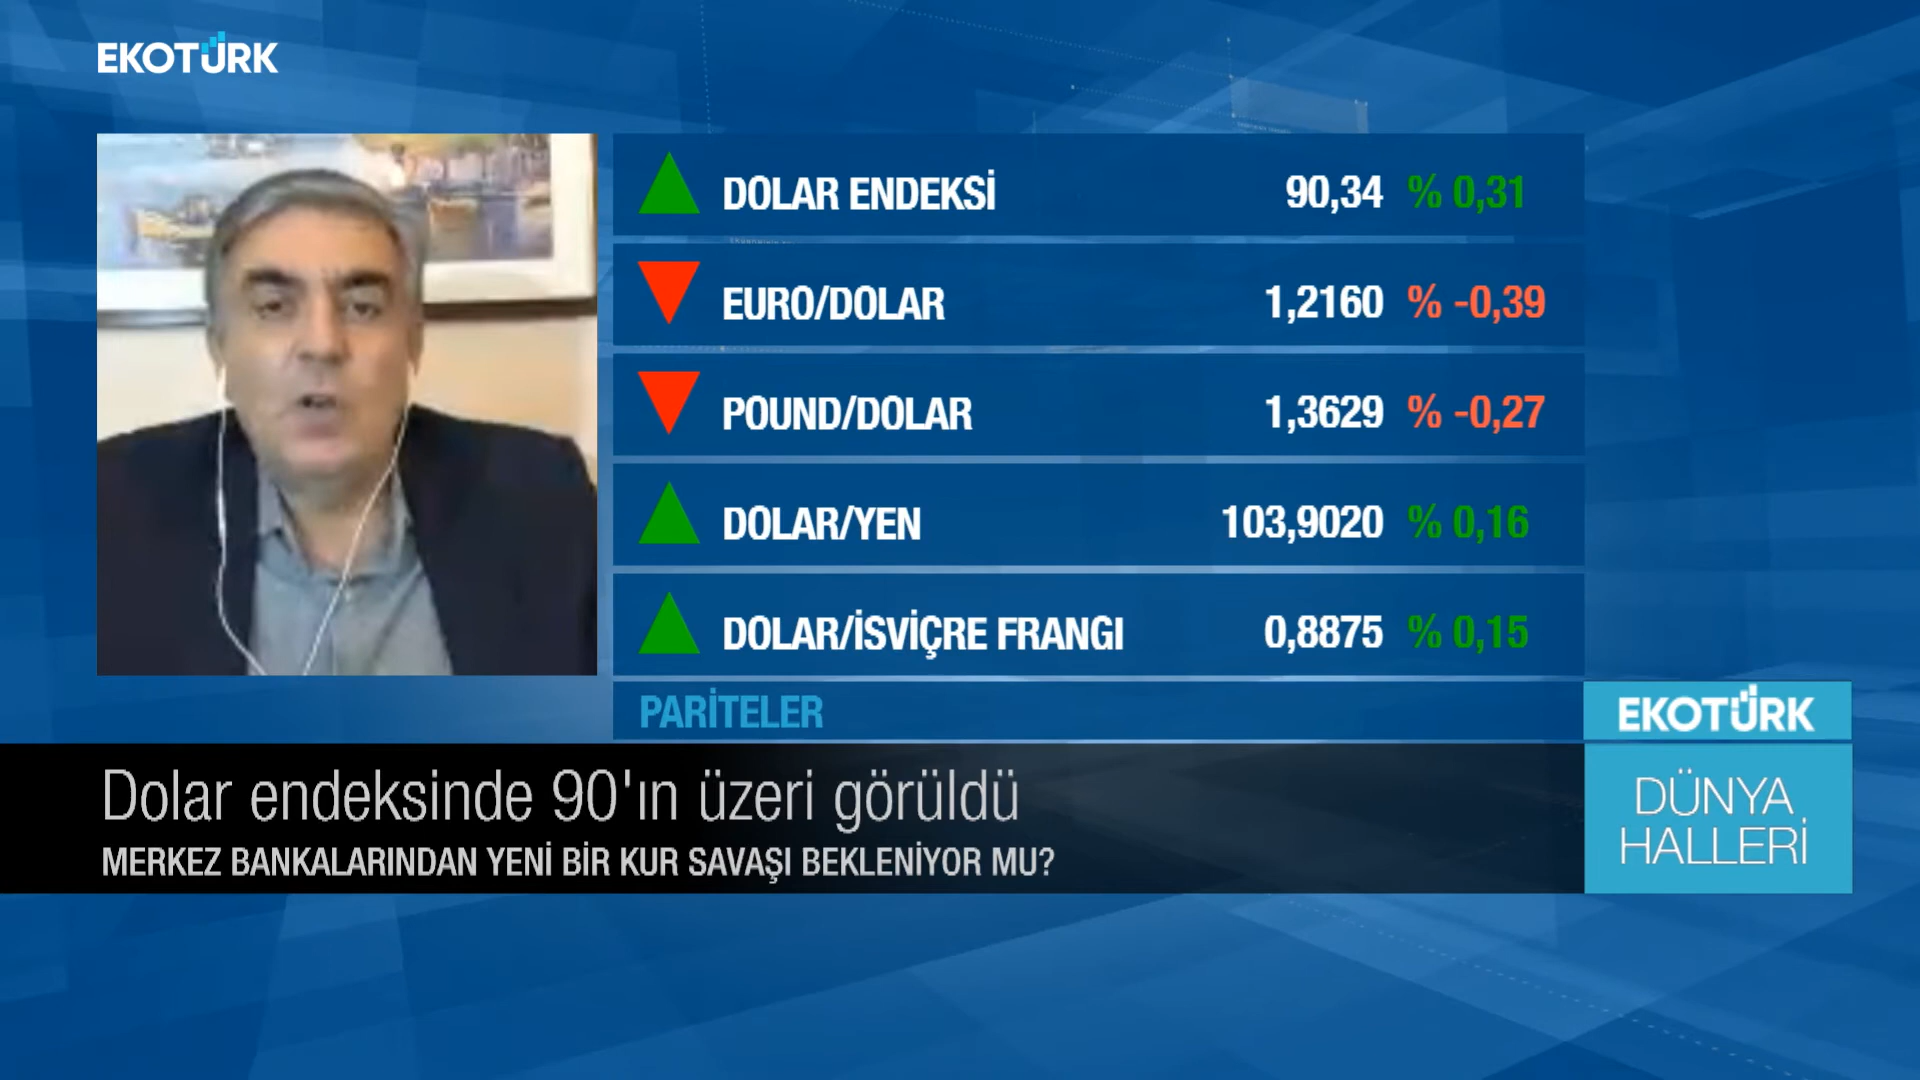 EKOTÜRK
DOLAR ENDEKSİ 90,34 % 0,31
EURO/DOLAR 1,2160 % -0,39
POUND/DOLAR 1,3629 % -0,27
DOLAR/YEN 103,9020 % 0,16
DOLAR/İSVİÇRE FRANGI 0,8875 % 0,15
PARİTELER
EKOTÜRK
Dolar endeksinde 90'ın üzeri görüldü
MERKEZ BANKALARINDAN YENİ BİR KUR SAVAŞI BEKLENİYOR MU?
DÜNYA
HALLERİ